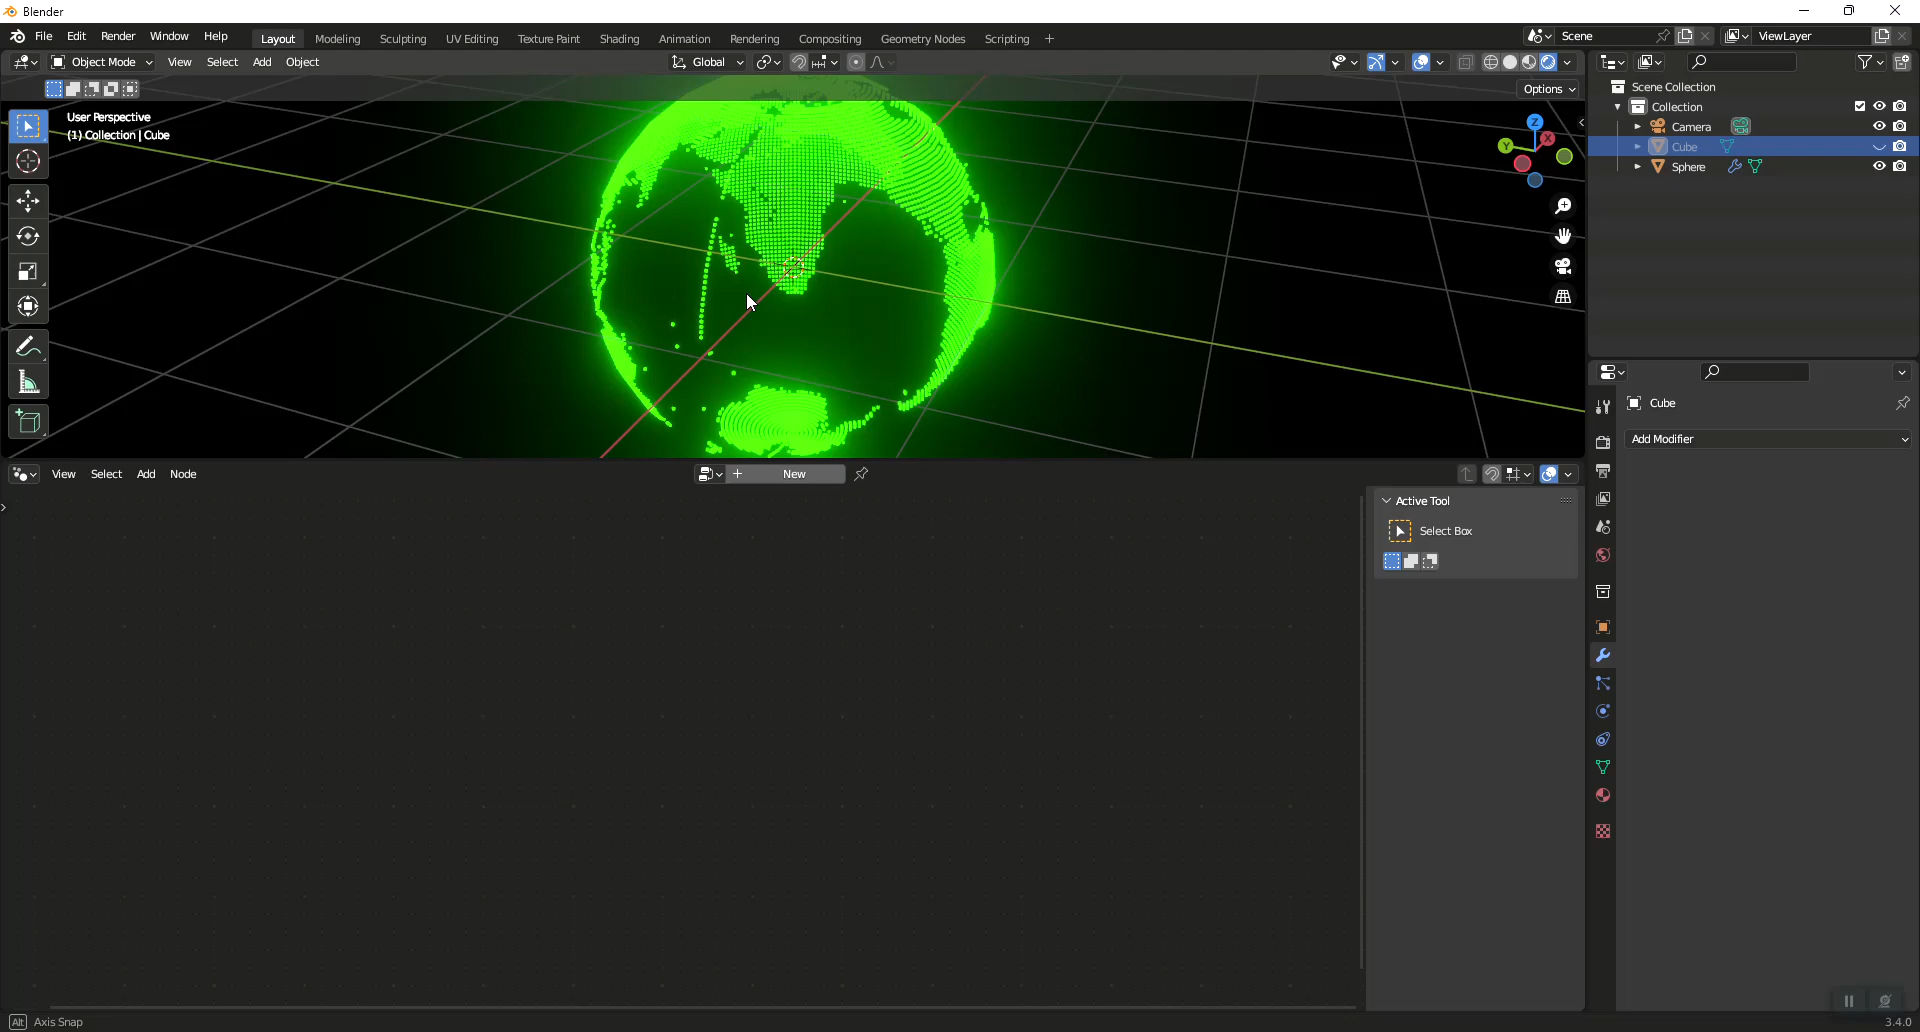 Blender
File Edit Render Window Help Layout Modeling Sculpting UV Editing Texture Paint Shading Animation Rendering Compositing Geometry Nodes Scripting + Scene ViewLayer
Object Mode View Select Add Object Global
Options
User Perspective
(1) Collection | Cube
Z
X
Y
Scene Collection
Collection
Camera
Cube
Sphere
Cube
Add Modifier
View Select Add Node + New
Active Tool
Select Box
Alt Axis Snap
3.4.0